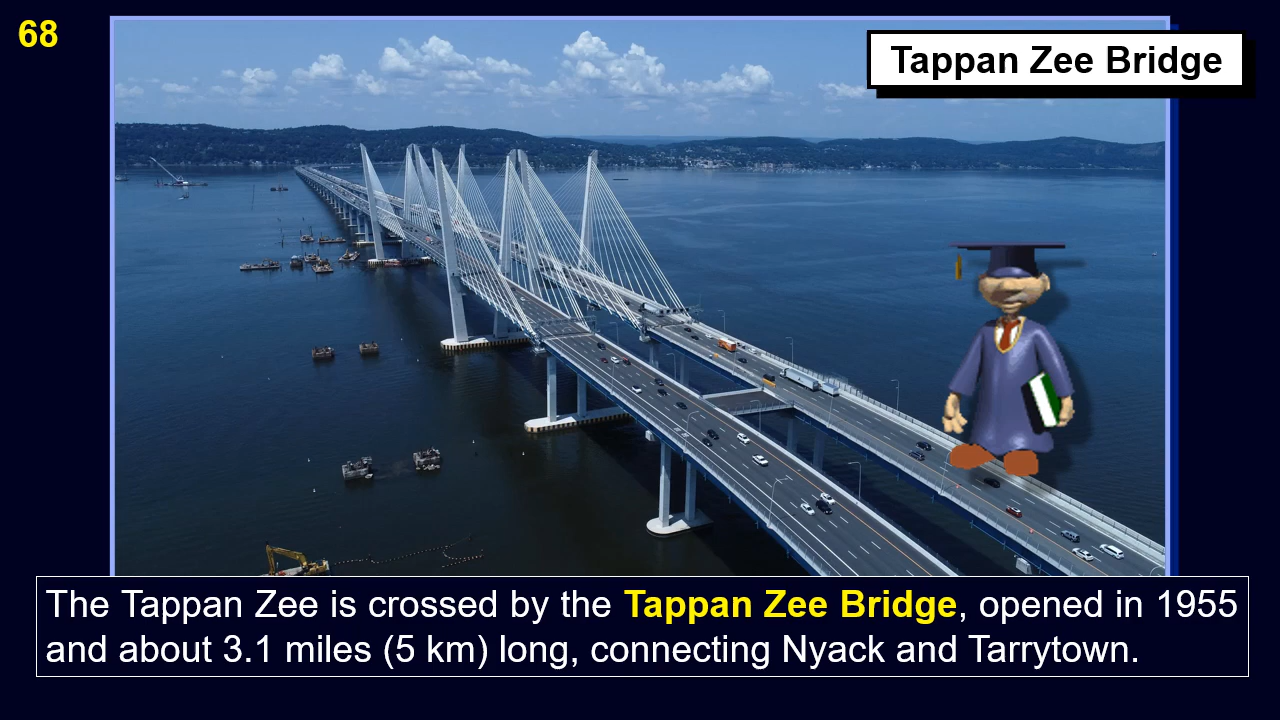 68
Tappan Zee Bridge
The Tappan Zee is crossed by the Tappan Zee Bridge, opened in 1955
and about 3.1 miles (5 km) long, connecting Nyack and Tarrytown.